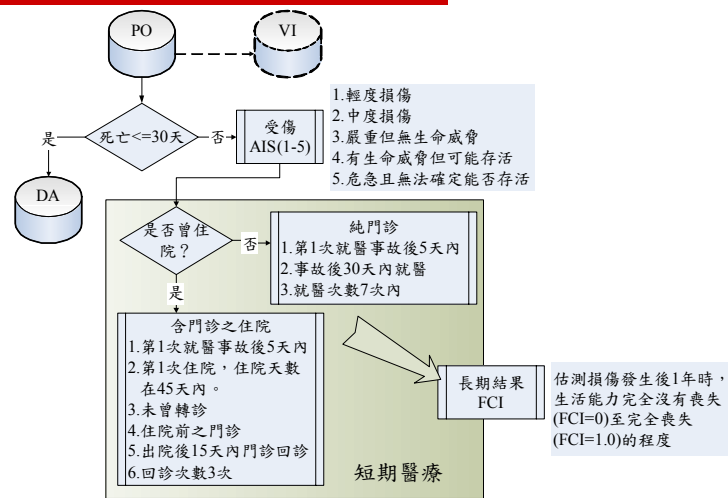 PO
VI
死亡<=30天
是
否
受傷
AIS(1-5)
1.輕度損傷
2.中度損傷
3.嚴重但無生命威脅
4.有生命威脅但可能存活
5.危急且無法確定能否存活
DA
是否曾住
院？
否
是
純門診
1.第1次就醫事故後5天內
2.事故後30天內就醫
3.就醫次數7次內
含門診之住院
1.第1次就醫事故後5天內
2.第1次住院，住院天數
在45天內。
3.未曾轉診
4.住院前之門診
5.出院後15天內門診回診
6.回診次數3次
短期醫療
長期結果
FCI
估測損傷發生後1年時，
生活能力完全沒有喪失
(FCI=0)至完全喪失
(FCI=1.0)的程度